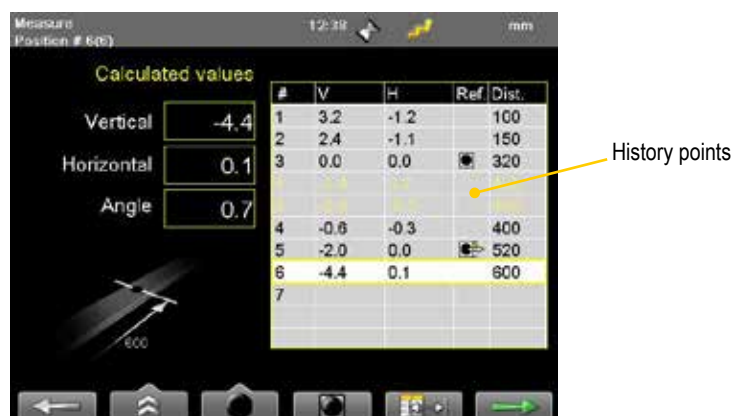 Measure 12:38 mm
Position # 6(6)
Calculated values
Vertical -4.4
Horizontal 0.1
Angle 0.7
600
# V H Ref. Dist.
1 3.2 -1.2 100
2 2.4 -1.1 150
3 0.0 0.0 320
4 -0.6 -0.3 400
5 -2.0 0.0 520
6 -4.4 0.1 600
7
History points